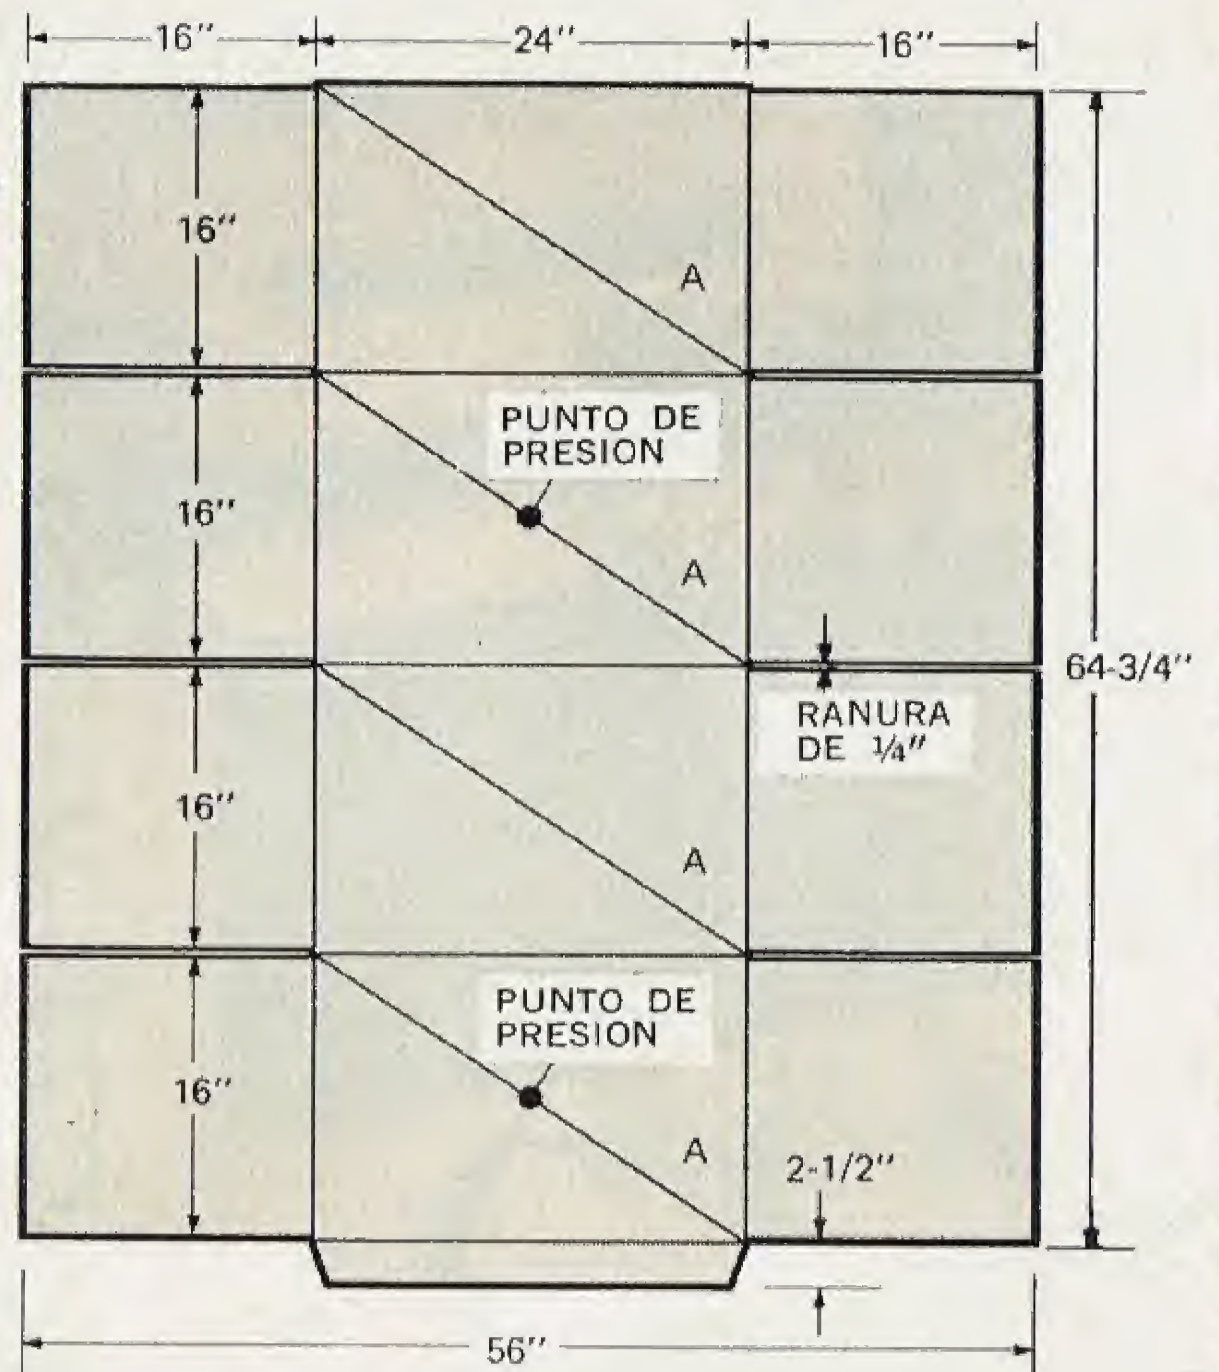 16"
24"
16"
16"
A
PUNTO DE
PRESION
16"
A
64-3/4"
RANURA
DE 1/4"
16"
A
PUNTO DE
PRESION
16"
A
2-1/2"
56"